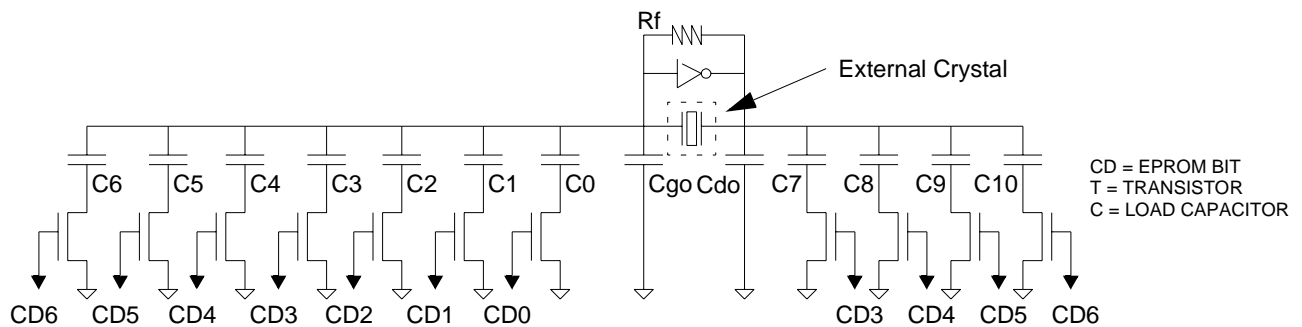 Rf
External Crystal
C6 C5 C4 C3 C2 C1 C0 Cgo Cdo C7 C8 C9 C10
CD = EPROM BIT
T = TRANSISTOR
C = LOAD CAPACITOR
CD6 CD5 CD4 CD3 CD2 CD1 CD0 CD3 CD4 CD5 CD6